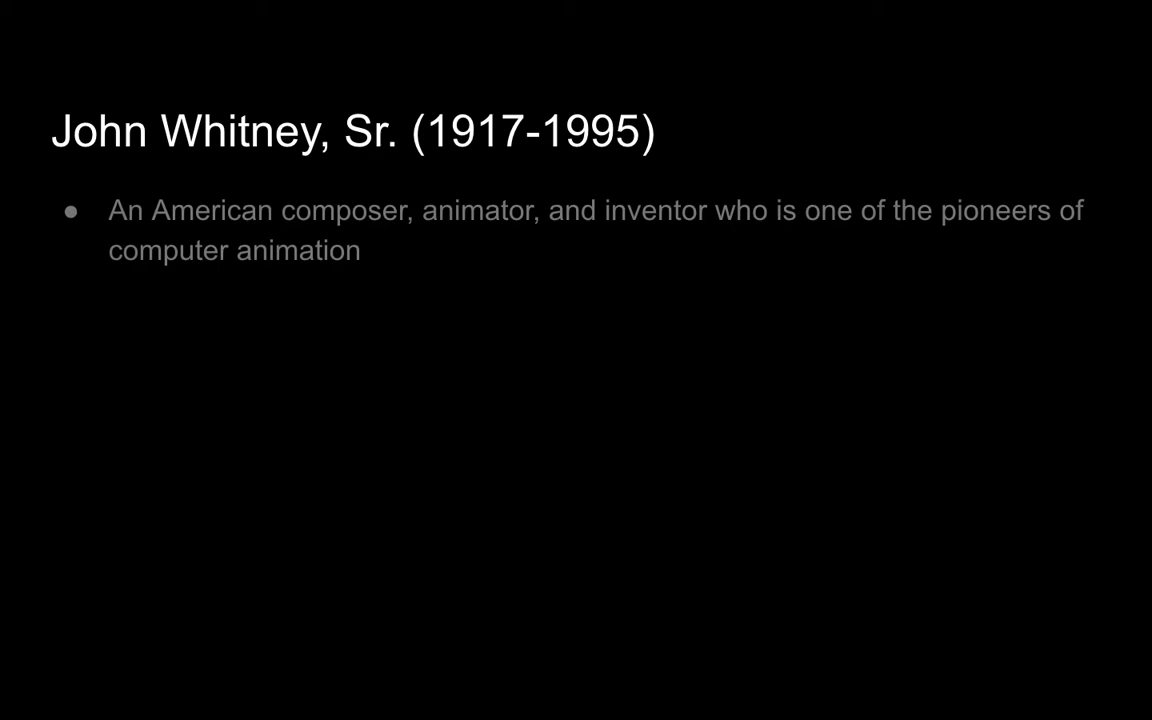 John Whitney, Sr. (1917-1995)
● An American composer, animator, and inventor who is one of the pioneers of
computer animation